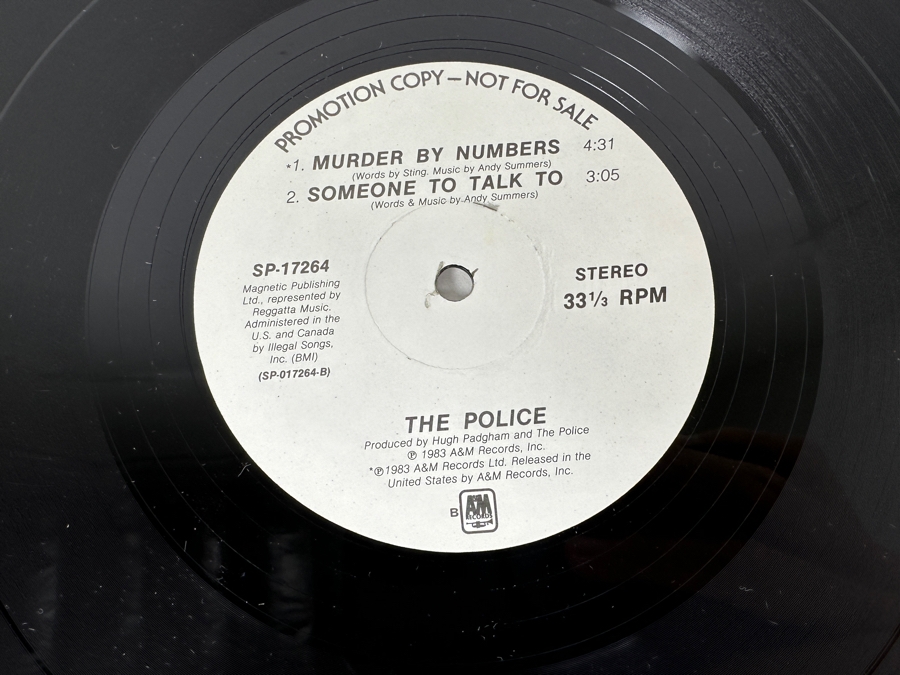 PROMOTION COPY—NOT FOR SALE
*1. MURDER BY NUMBERS 4:31
(Words by Sting. Music by Andy Summers)
2. SOMEONE TO TALK TO 3:05
(Words & Music by Andy Summers)
SP-17264
Magnetic Publishing
Ltd., represented by
Reggatta Music.
Administered in the
U.S. and Canada
by Illegal Songs,
Inc. (BMI)
(SP-017264-B)
STEREO
33⅓ RPM
THE POLICE
Produced by Hugh Padgham and The Police
℗ 1983 A&M Records, Inc.
*℗1983 A&M Records Ltd. Released in the
United States by A&M Records, Inc.
B A&M
RECORDS